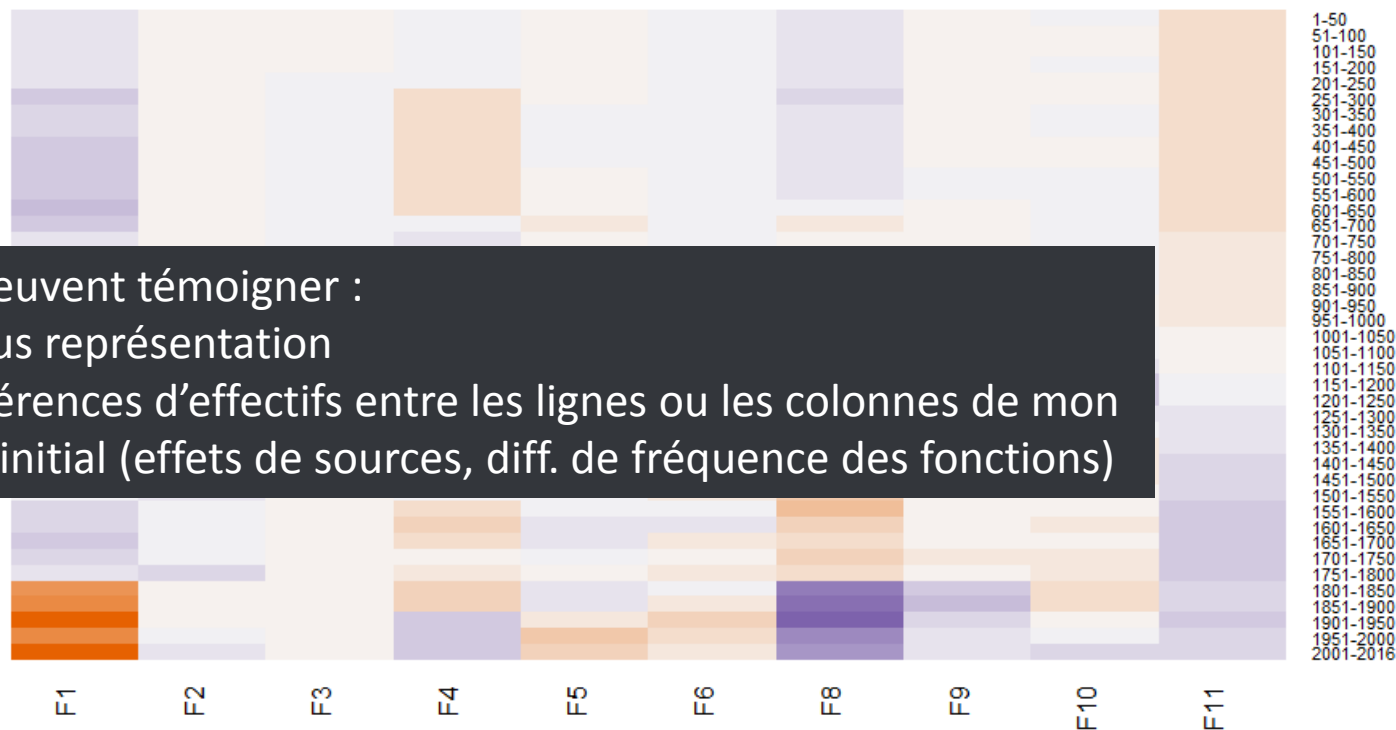 1-50
51-100
101-150
151-200
201-250
251-300
301-350
351-400
401-450
451-500
501-550
551-600
601-650
651-700
701-750
751-800
801-850
851-900
901-950
951-1000
1001-1050
1051-1100
1101-1150
1151-1200
1201-1250
1251-1300
1301-1350
1351-1400
1401-1450
1451-1500
1501-1550
1551-1600
1601-1650
1651-1700
1701-1750
1751-1800
1801-1850
1851-1900
1901-1950
1951-2000
2001-2016
euvent témoigner :
us représentation
érences d’effectifs entre les lignes ou les colonnes de mon
initial (effets de sources, diff. de fréquence des fonctions)
F1
F2
F3
F4
F5
F6
F8
F9
F10
F11